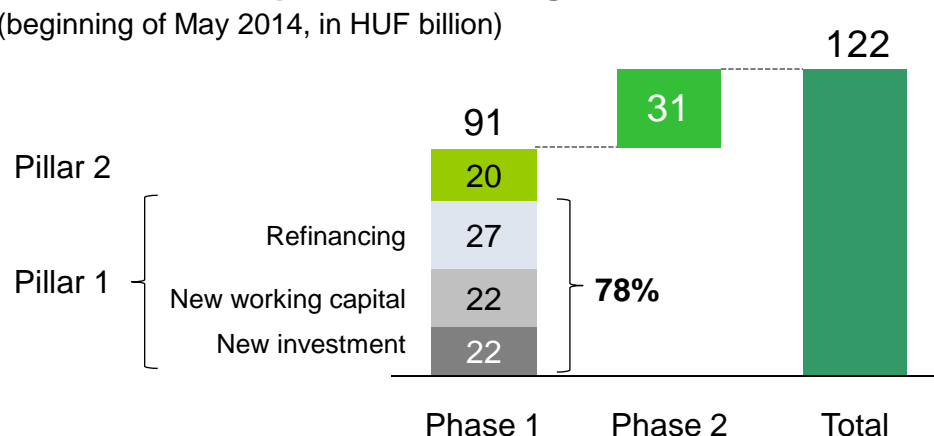 (beginning of May 2014, in HUF billion)
122
31
91
Pillar 2
20
Refinancing
27
Pillar 1
78%
New working capital
22
New investment
22
Phase 1
Phase 2
Total